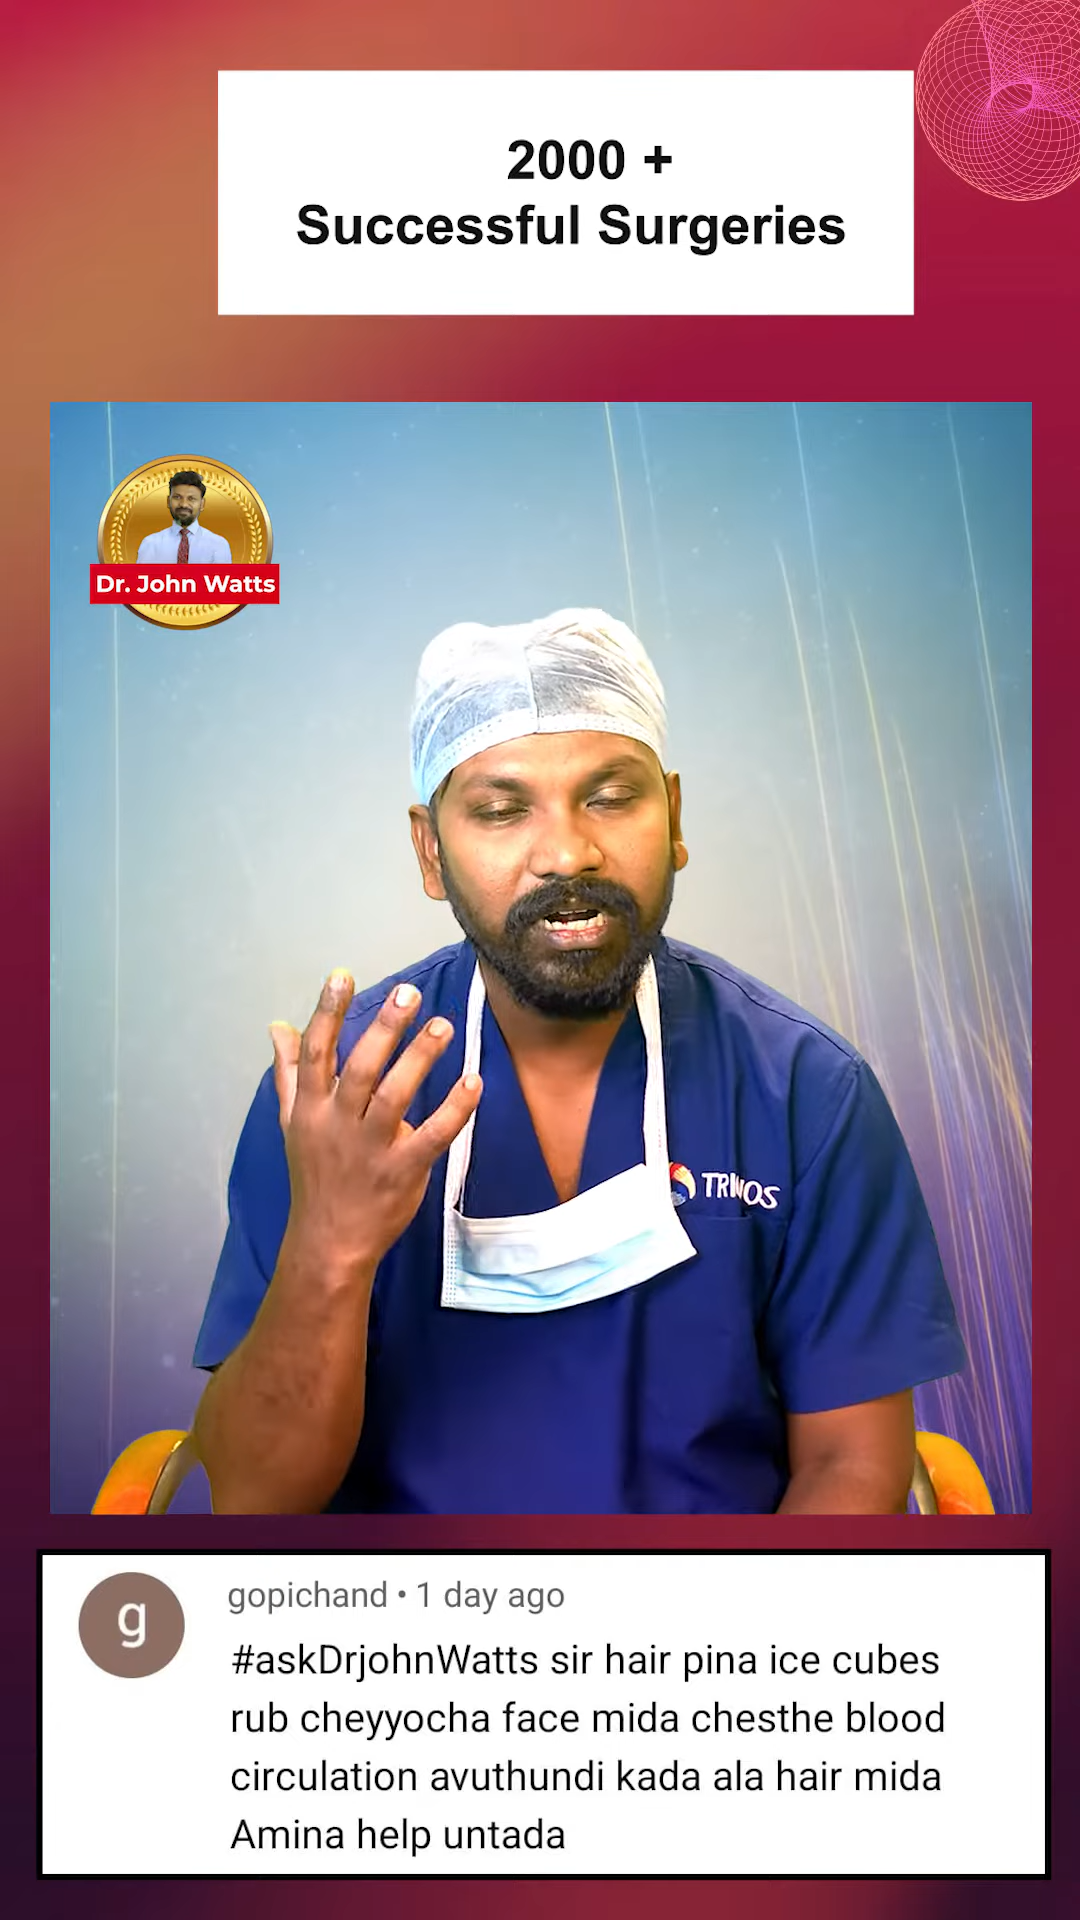 2000 +
Successful Surgeries
Dr. John Watts
g
gopichand • 1 day ago
#askDrjohnWatts sir hair pina ice cubes
rub cheyyocha face mida chesthe blood
circulation avuthundi kada ala hair mida
Amina help untada